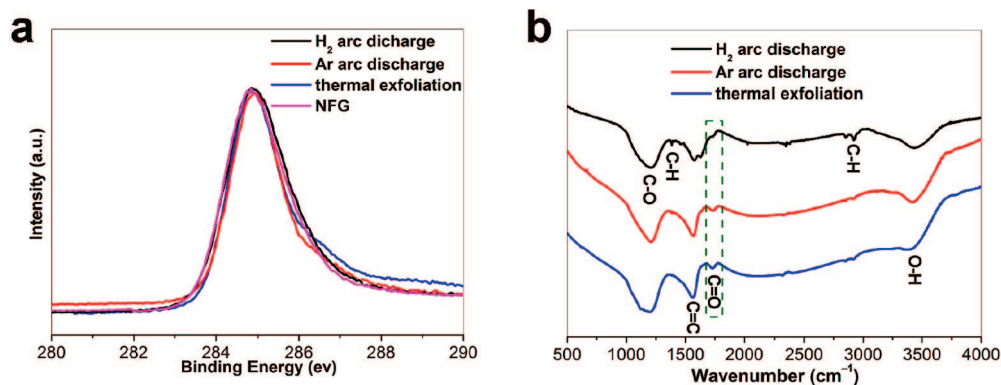 a
H₂ arc dicharge
Ar arc discharge
thermal exfoliation
NFG
Intensity (a.u.)
280 282 284 286 288 290
Binding Energy (ev)
b
H₂ arc discharge
Ar arc discharge
thermal exfoliation
C-O
C-H
C-H
C=C
C=O
O-H
500 1000 1500 2000 2500 3000 3500 4000
Wavenumber (cm⁻¹)